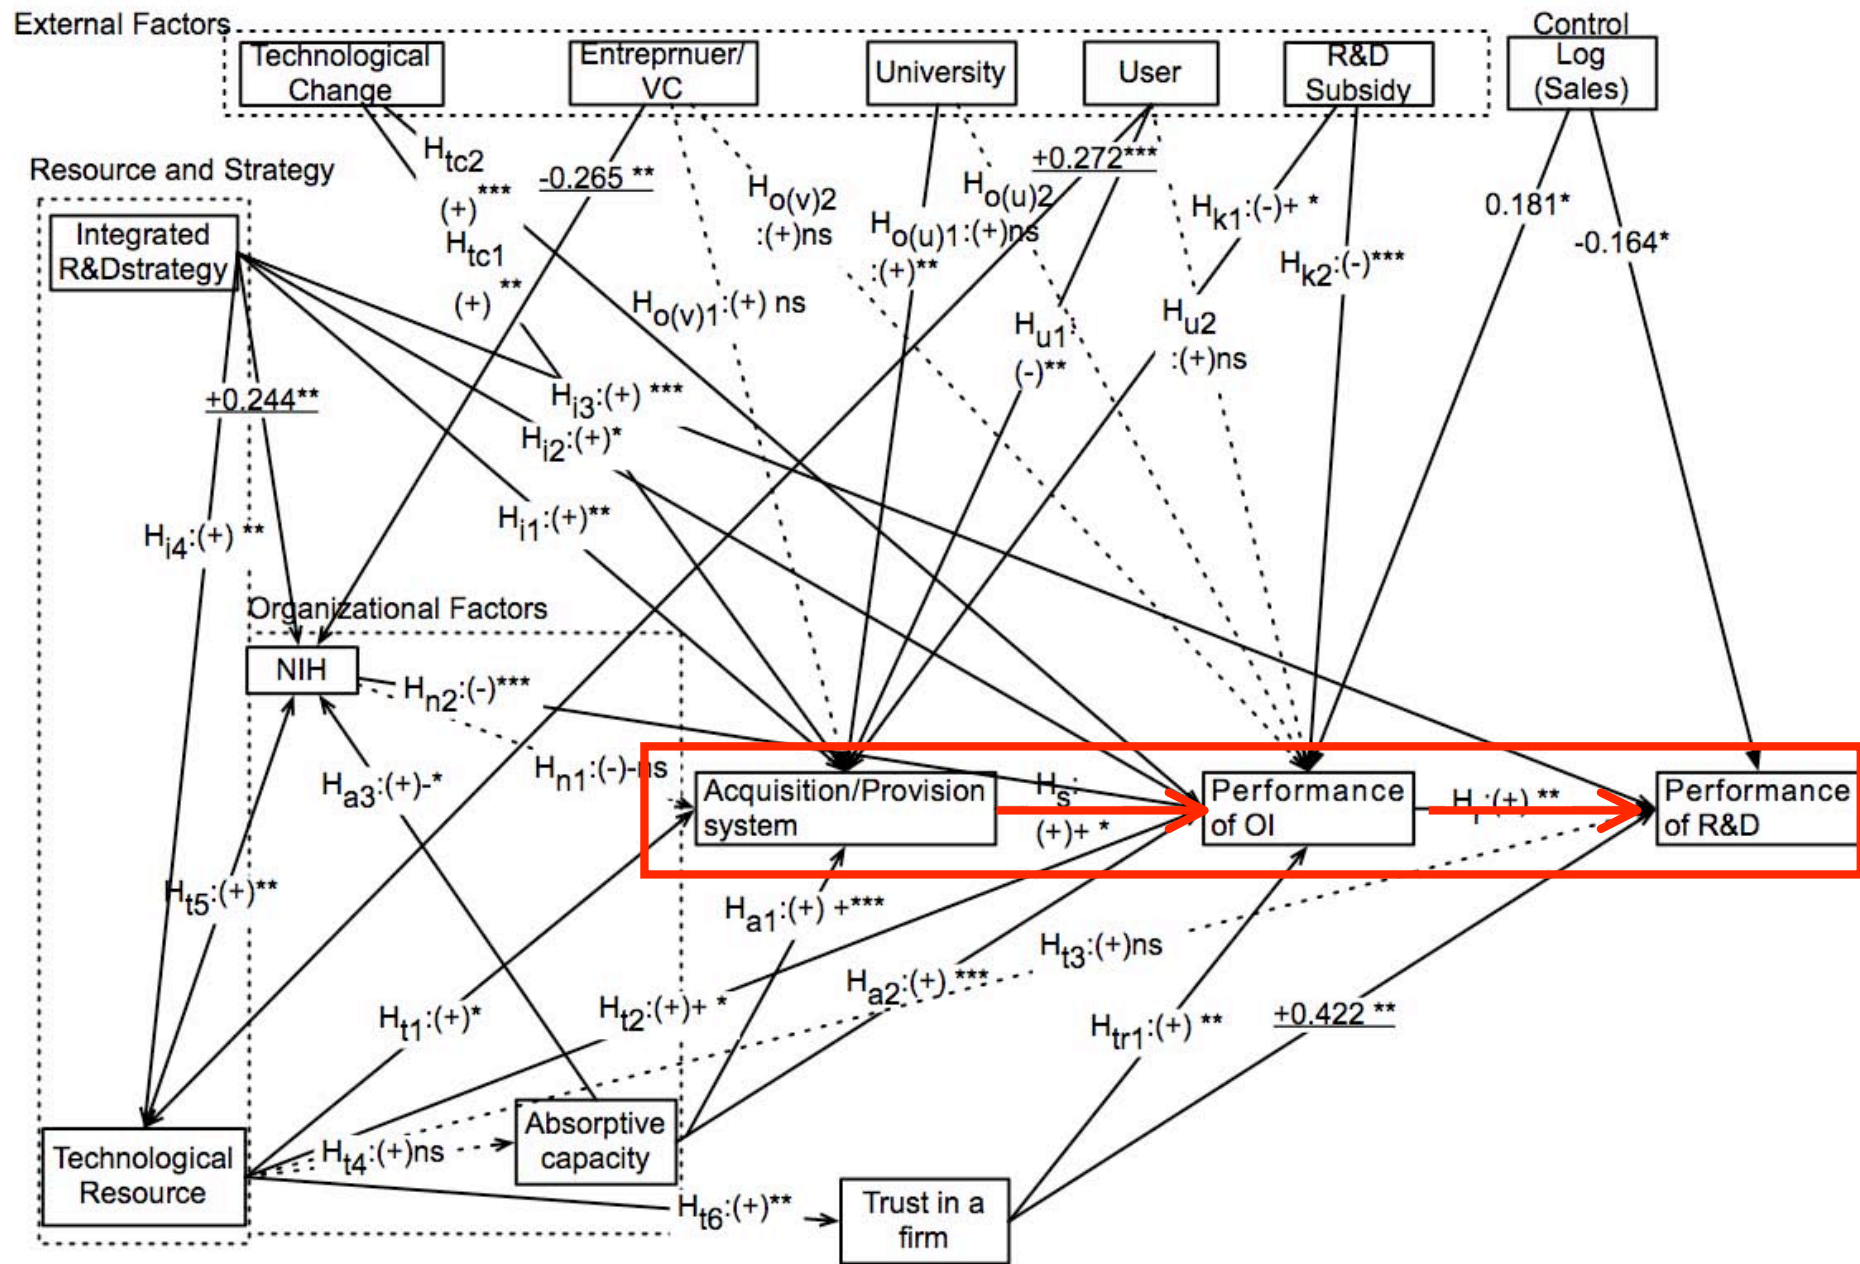 External Factors
Control
Technological
Change
Entreprnuer/
VC
University
User
R&D
Subsidy
Log
(Sales)
Htc2
(+)***
Htc1
(+) **
-0.265 **
Ho(v)2
:(+)ns
Ho(v)1:(+) ns
Ho(u)2
:(+)ns
Ho(u)1
:(+)**
+0.272***
Hk1:(-)+ *
Hk2:(-)***
0.181*
-0.164*
Hu1:
(-)**
Hu2
:(+)ns
Resource and Strategy
Integrated
R&Dstrategy
+0.244**
Hi3:(+) ***
Hi2:(+)*
Hi1:(+)**
Hi4:(+) **
Organizational Factors
NIH
Hn2:(-)***
Hn1:(-)-ns
Ha3:(+)-*
Acquisition/Provision
system
Hs:
(+)+ *
Performance
of OI
:(+) **
Performance
of R&D
Ht5:(+)**
Ha1:(+) +***
Ht3:(+)ns
Ha2:(+) ***
Ht2:(+)+ *
Ht1:(+)*
Htr1:(+) **
+0.422 **
Absorptive
capacity
Ht4:(+)ns
Technological
Resource
Ht6:(+)**
Trust in a
firm